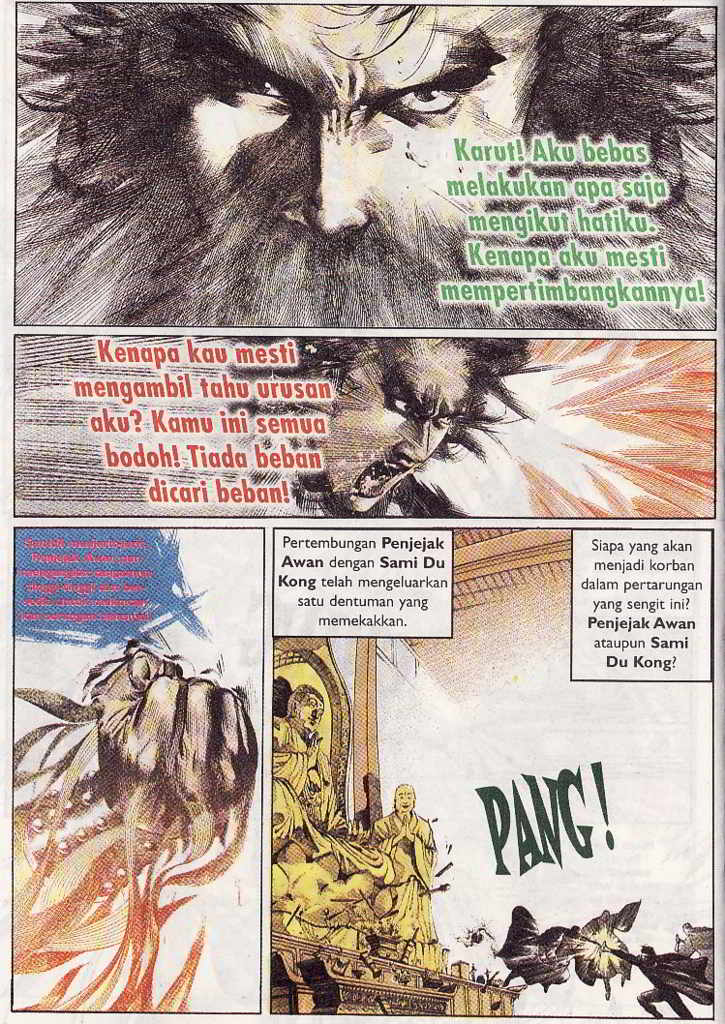 Karut! Aku bebas
melakukan apa saja
mengikut hatiku.
Kenapa aku mesti
mempertimbangkannya!
Kenapa kau mesti
mengambil tahu urusan
aku? Kamu ini semua
bodoh! Tiada beban
dicari beban!
Penjejak Awan
Pertembungan Penjejak
Awan dengan Sami Du
Kong telah mengeluarkan
satu dentuman yang
memekakkan.
Siapa yang akan
menjadi korban
dalam pertarungan
yang sengit ini?
Penjejak Awan
ataupun Sami
Du Kong?
PANG!